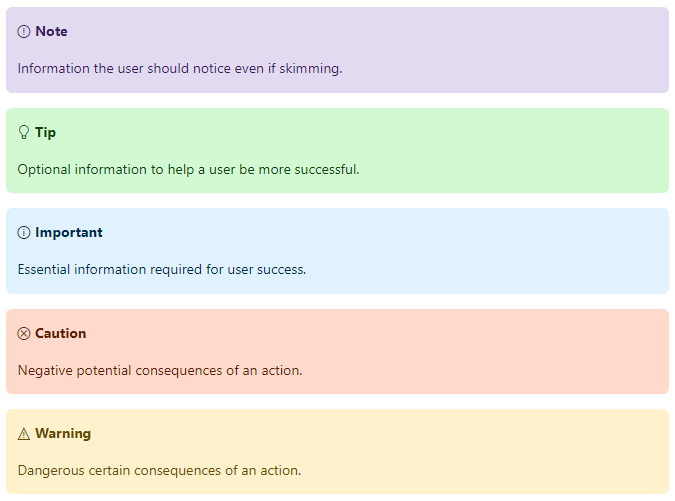 Note
Information the user should notice even if skimming.
Tip
Optional information to help a user be more successful.
Important
Essential information required for user success.
Caution
Negative potential consequences of an action.
Warning
Dangerous certain consequences of an action.